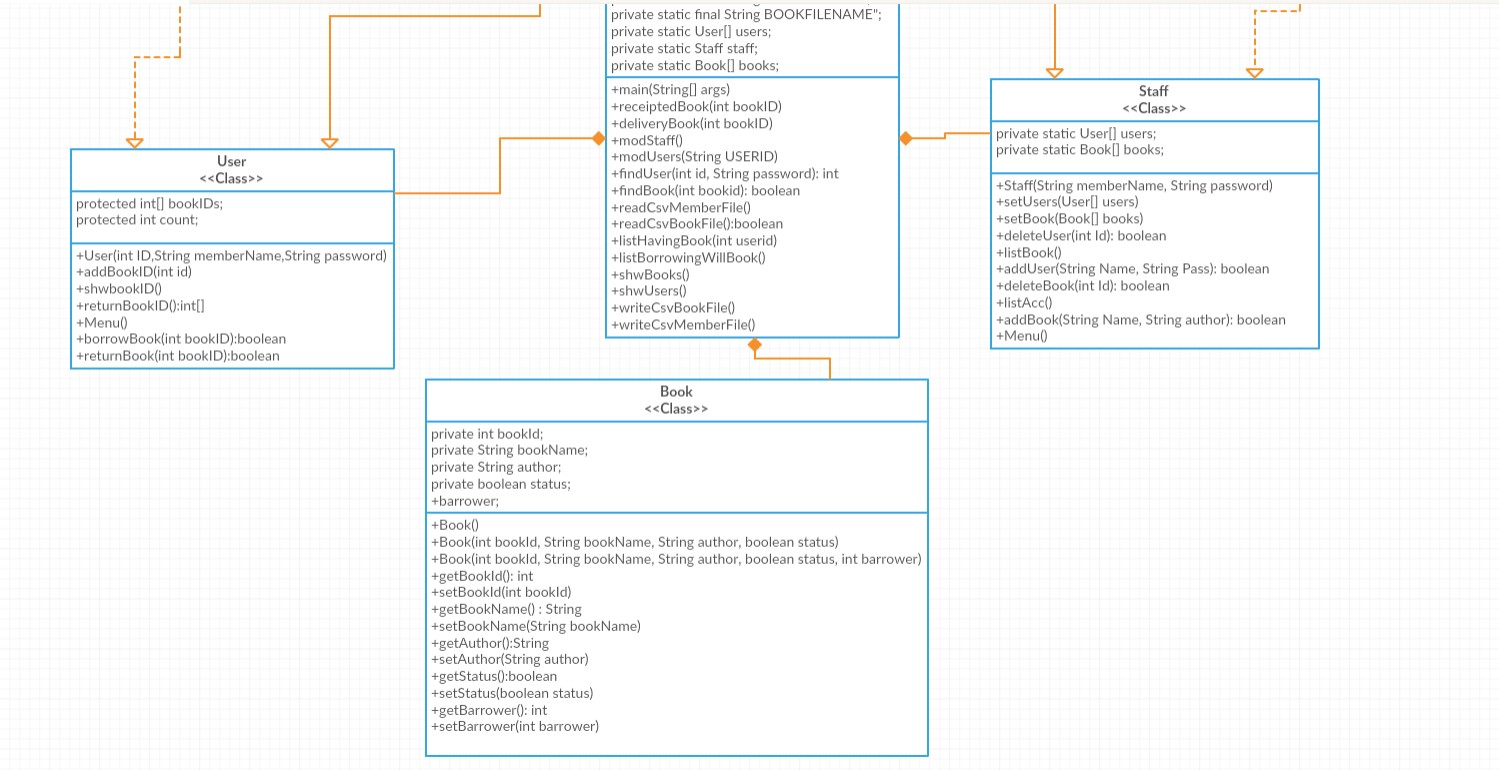 private static final String BOOKFILENAME";
private static User[] users;
private static Staff staff;
private static Book[] books;
+main(String[] args)
+receiptedBook(int bookID)
+deliveryBook(int bookID)
+modStaff()
+modUsers(String USERID)
+findUser(int id, String password): int
+findBook(int bookid): boolean
+readCsvMemberFile()
+readCsvBookFile():boolean
+listHavingBook(int userid)
+listBorrowingWillBook()
+shwBooks()
+shwUsers()
+writeCsvBookFile()
+writeCsvMemberFile()
User
<<Class>>
protected int[] bookIDs;
protected int count;
+User(int ID,String memberName,String password)
+addBookID(int id)
+shwbookID()
+returnBookID():int[]
+Menu()
+borrowBook(int bookID):boolean
+returnBook(int bookID):boolean
Staff
<<Class>>
private static User[] users;
private static Book[] books;
+Staff(String memberName, String password)
+setUsers(User[] users)
+setBook(Book[] books)
+deleteUser(int Id): boolean
+listBook()
+addUser(String Name, String Pass): boolean
+deleteBook(int Id): boolean
+listAcc()
+addBook(String Name, String author): boolean
+Menu()
Book
<<Class>>
private int bookId;
private String bookName;
private String author;
private boolean status;
+barrower;
+Book()
+Book(int bookId, String bookName, String author, boolean status)
+Book(int bookId, String bookName, String author, boolean status, int barrower)
+getBookId(): int
+setBookId(int bookId)
+getBookName() : String
+setBookName(String bookName)
+getAuthor():String
+setAuthor(String author)
+getStatus():boolean
+setStatus(boolean status)
+getBarrower(): int
+setBarrower(int barrower)